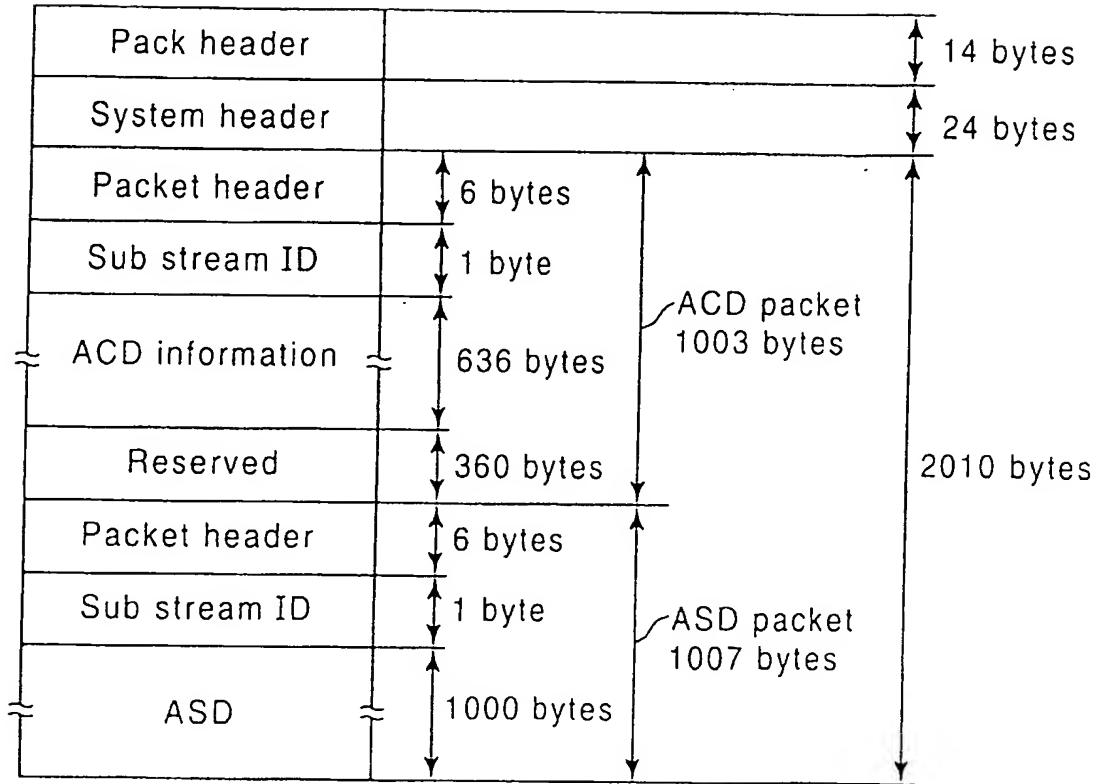 Pack header
14 bytes
System header
24 bytes
Packet header
6 bytes
Sub stream ID
1 byte
ACD information
636 bytes
ACD packet
1003 bytes
Reserved
360 bytes
2010 bytes
Packet header
6 bytes
Sub stream ID
1 byte
ASD packet
1007 bytes
ASD
1000 bytes